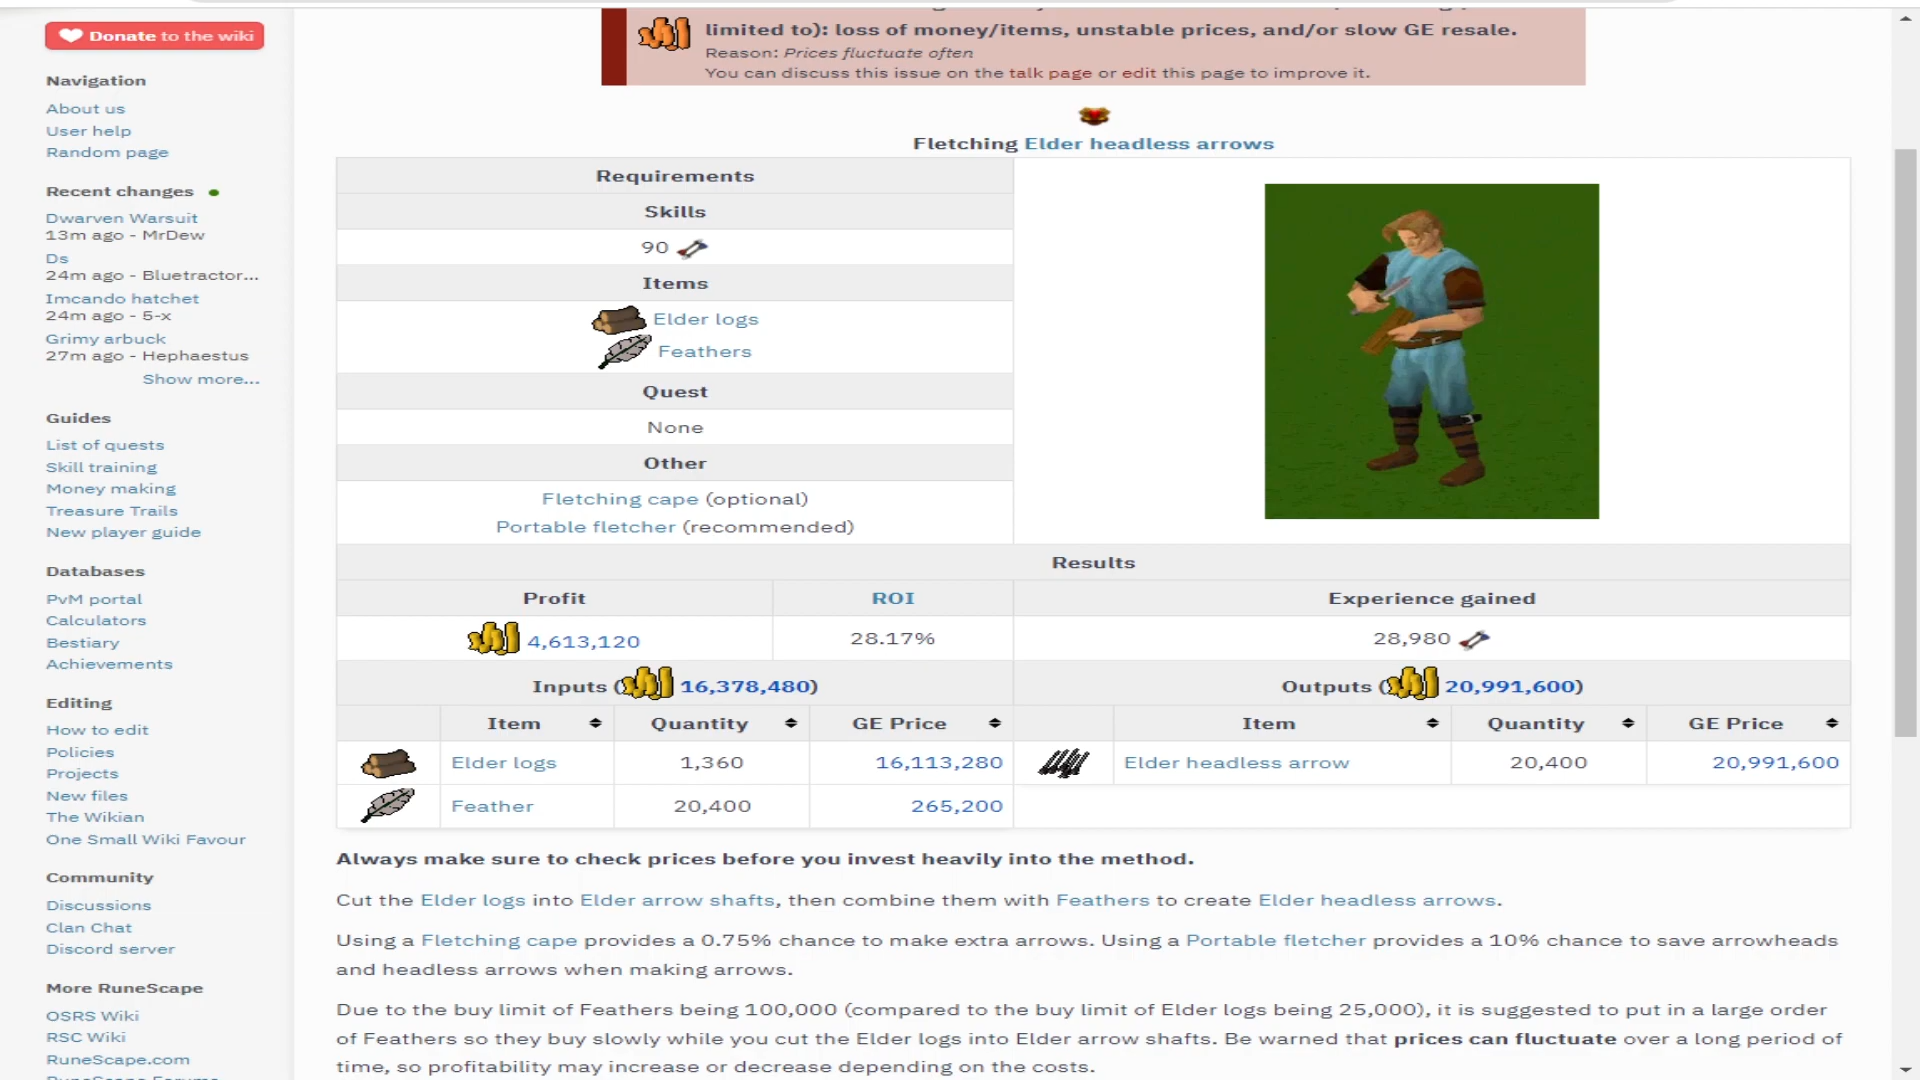 Donate to the wiki
Navigation
About us
User help
Random page
Recent changes
Dwarven Warsuit
13m ago - MrDew
Ds
24m ago - Bluetractor...
Imcando hatchet
24m ago - 5-x
Grimy arbuck
27m ago - Hephaestus
Show more...
Guides
List of quests
Skill training
Money making
Treasure Trails
New player guide
Databases
PvM portal
Calculators
Bestiary
Achievements
Editing
How to edit
Policies
Projects
New files
The Wikian
One Small Wiki Favour
Community
Discussions
Clan Chat
Discord server
More RuneScape
OSRS Wiki
RSC Wiki
RuneScape.com
limited to): loss of money/items, unstable prices, and/or slow GE resale.
Reason: Prices fluctuate often
You can discuss this issue on the talk page or edit this page to improve it.
Fletching Elder headless arrows
Requirements
Skills
90
Items
Elder logs
Feathers
Quest
None
Other
Fletching cape (optional)
Portable fletcher (recommended)
Results
Profit ROI Experience gained
4,613,120 28.17% 28,980
Inputs (16,378,480) Outputs (20,991,600)
Item Quantity GE Price Item Quantity GE Price
Elder logs 1,360 16,113,280 Elder headless arrow 20,400 20,991,600
Feather 20,400 265,200
Always make sure to check prices before you invest heavily into the method.
Cut the Elder logs into Elder arrow shafts, then combine them with Feathers to create Elder headless arrows.
Using a Fletching cape provides a 0.75% chance to make extra arrows. Using a Portable fletcher provides a 10% chance to save arrowheads
and headless arrows when making arrows.
Due to the buy limit of Feathers being 100,000 (compared to the buy limit of Elder logs being 25,000), it is suggested to put in a large order
of Feathers so they buy slowly while you cut the Elder logs into Elder arrow shafts. Be warned that prices can fluctuate over a long period of
time, so profitability may increase or decrease depending on the costs.